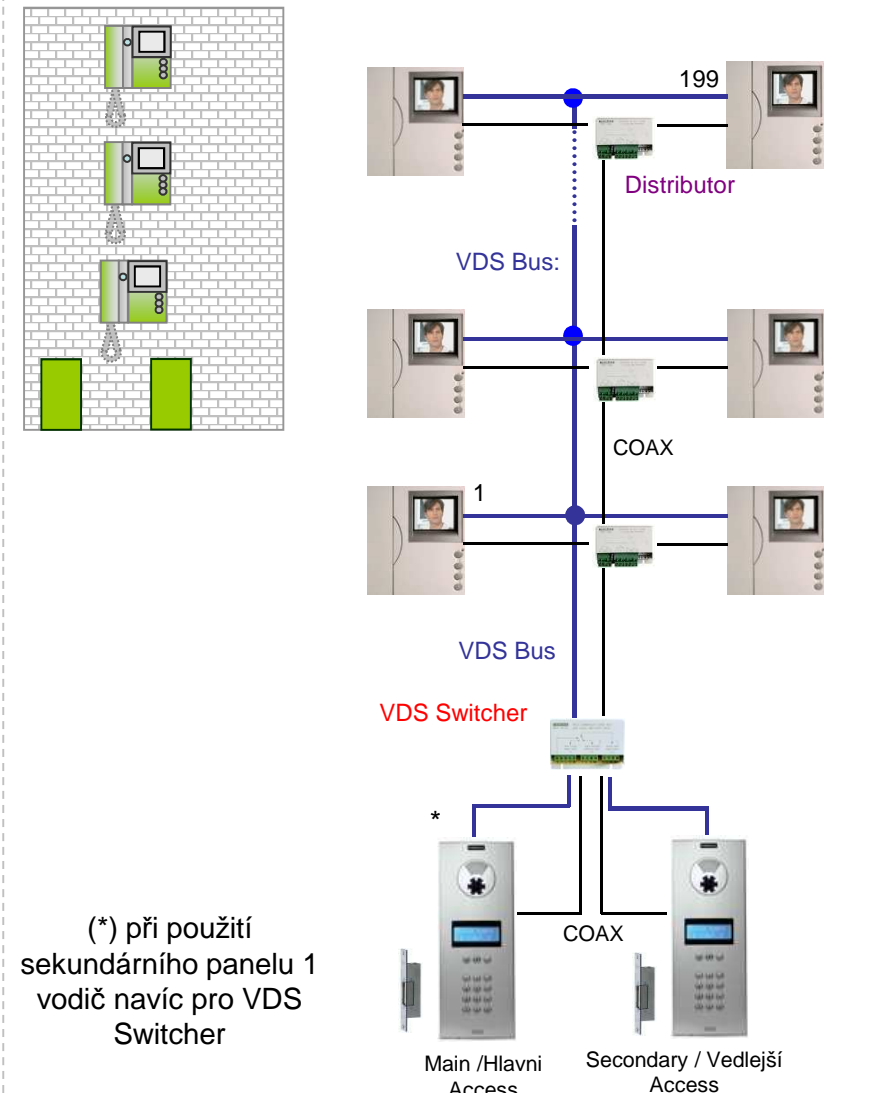 199
Distributor
VDS Bus:
COAX
1
VDS Bus
VDS Switcher
*
COAX
(*) při použití
sekundárního panelu 1
vodič navíc pro VDS
Switcher
Main /Hlavni
Access
Secondary / Vedlejší
Access